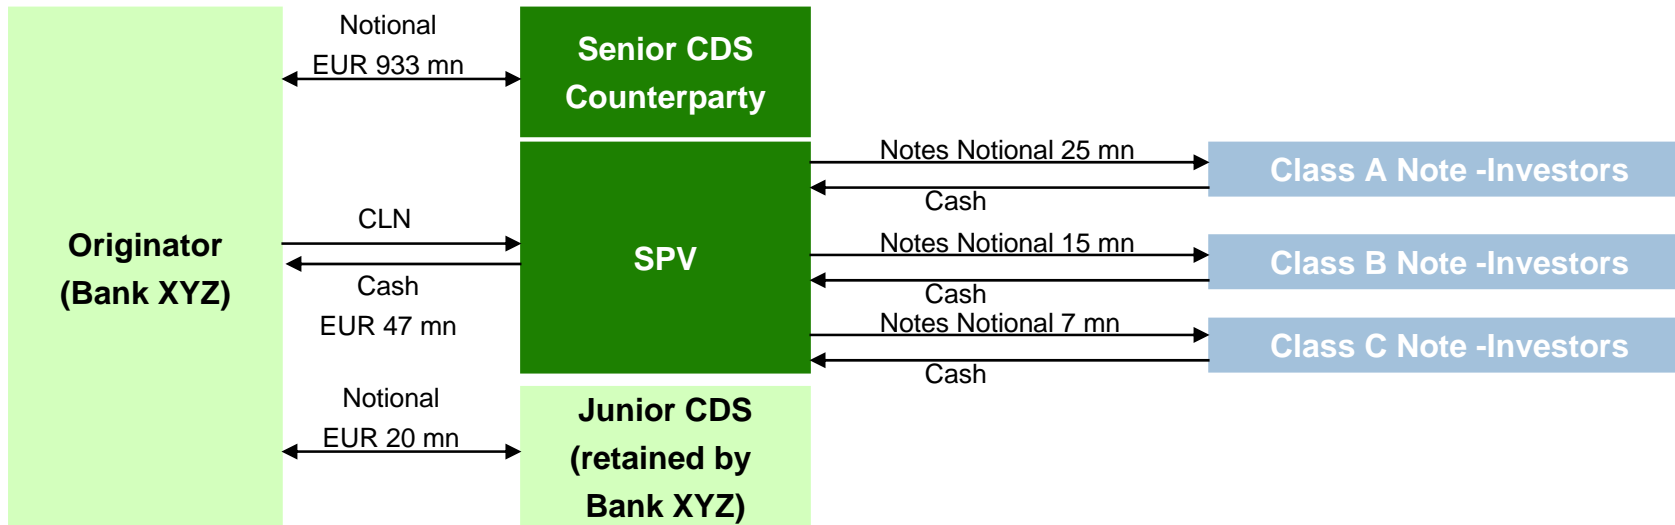 Originator
(Bank XYZ)
Notional
EUR 933 mn
CLN
Cash
EUR 47 mn
Notional
EUR 20 mn
Senior CDS
Counterparty
SPV
Junior CDS
(retained by
Bank XYZ)
Notes Notional 25 mn
Cash
Notes Notional 15 mn
Cash
Notes Notional 7 mn
Cash
Class A Note -Investors
Class B Note -Investors
Class C Note -Investors